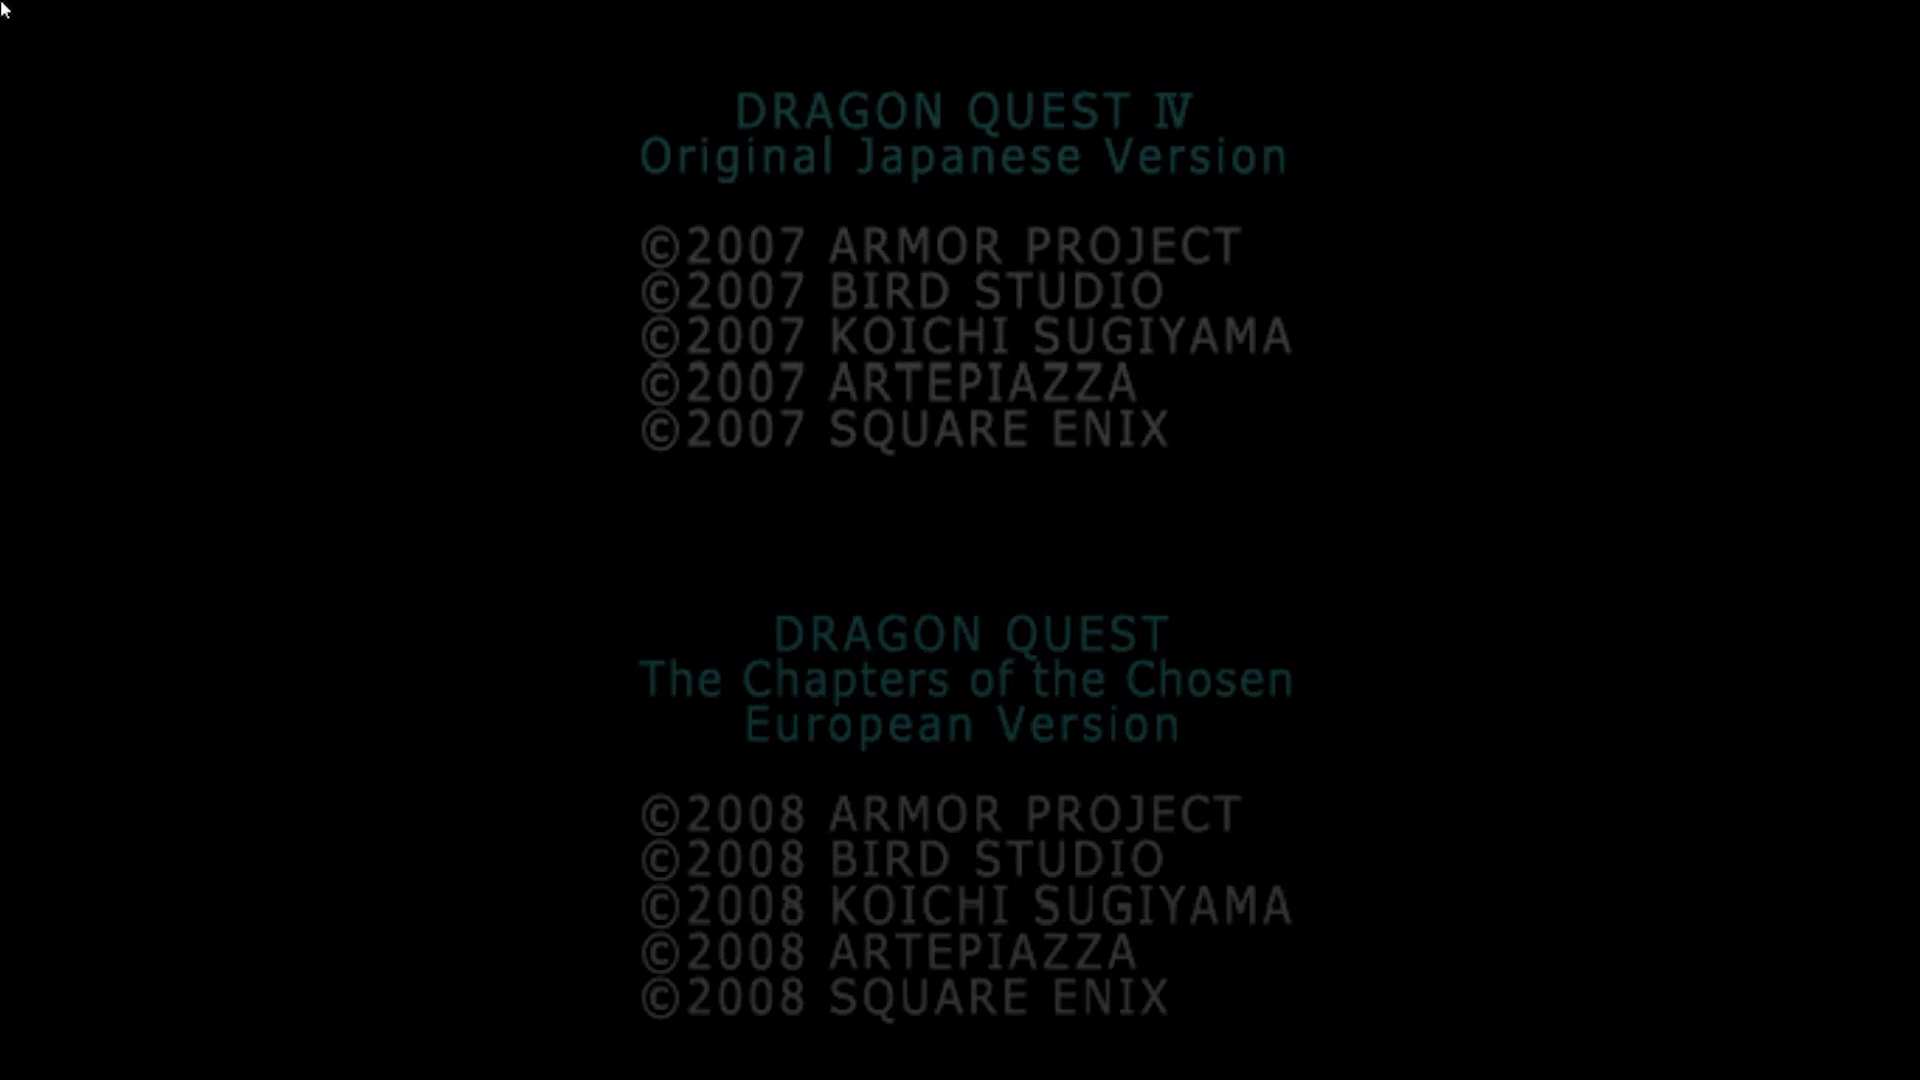 DRAGON QUEST Ⅳ
Original Japanese Version
©2007 ARMOR PROJECT
©2007 BIRD STUDIO
©2007 KOICHI SUGIYAMA
©2007 ARTEPIAZZA
©2007 SQUARE ENIX
DRAGON QUEST
The Chapters of the Chosen
European Version
©2008 ARMOR PROJECT
©2008 BIRD STUDIO
©2008 KOICHI SUGIYAMA
©2008 ARTEPIAZZA
©2008 SQUARE ENIX